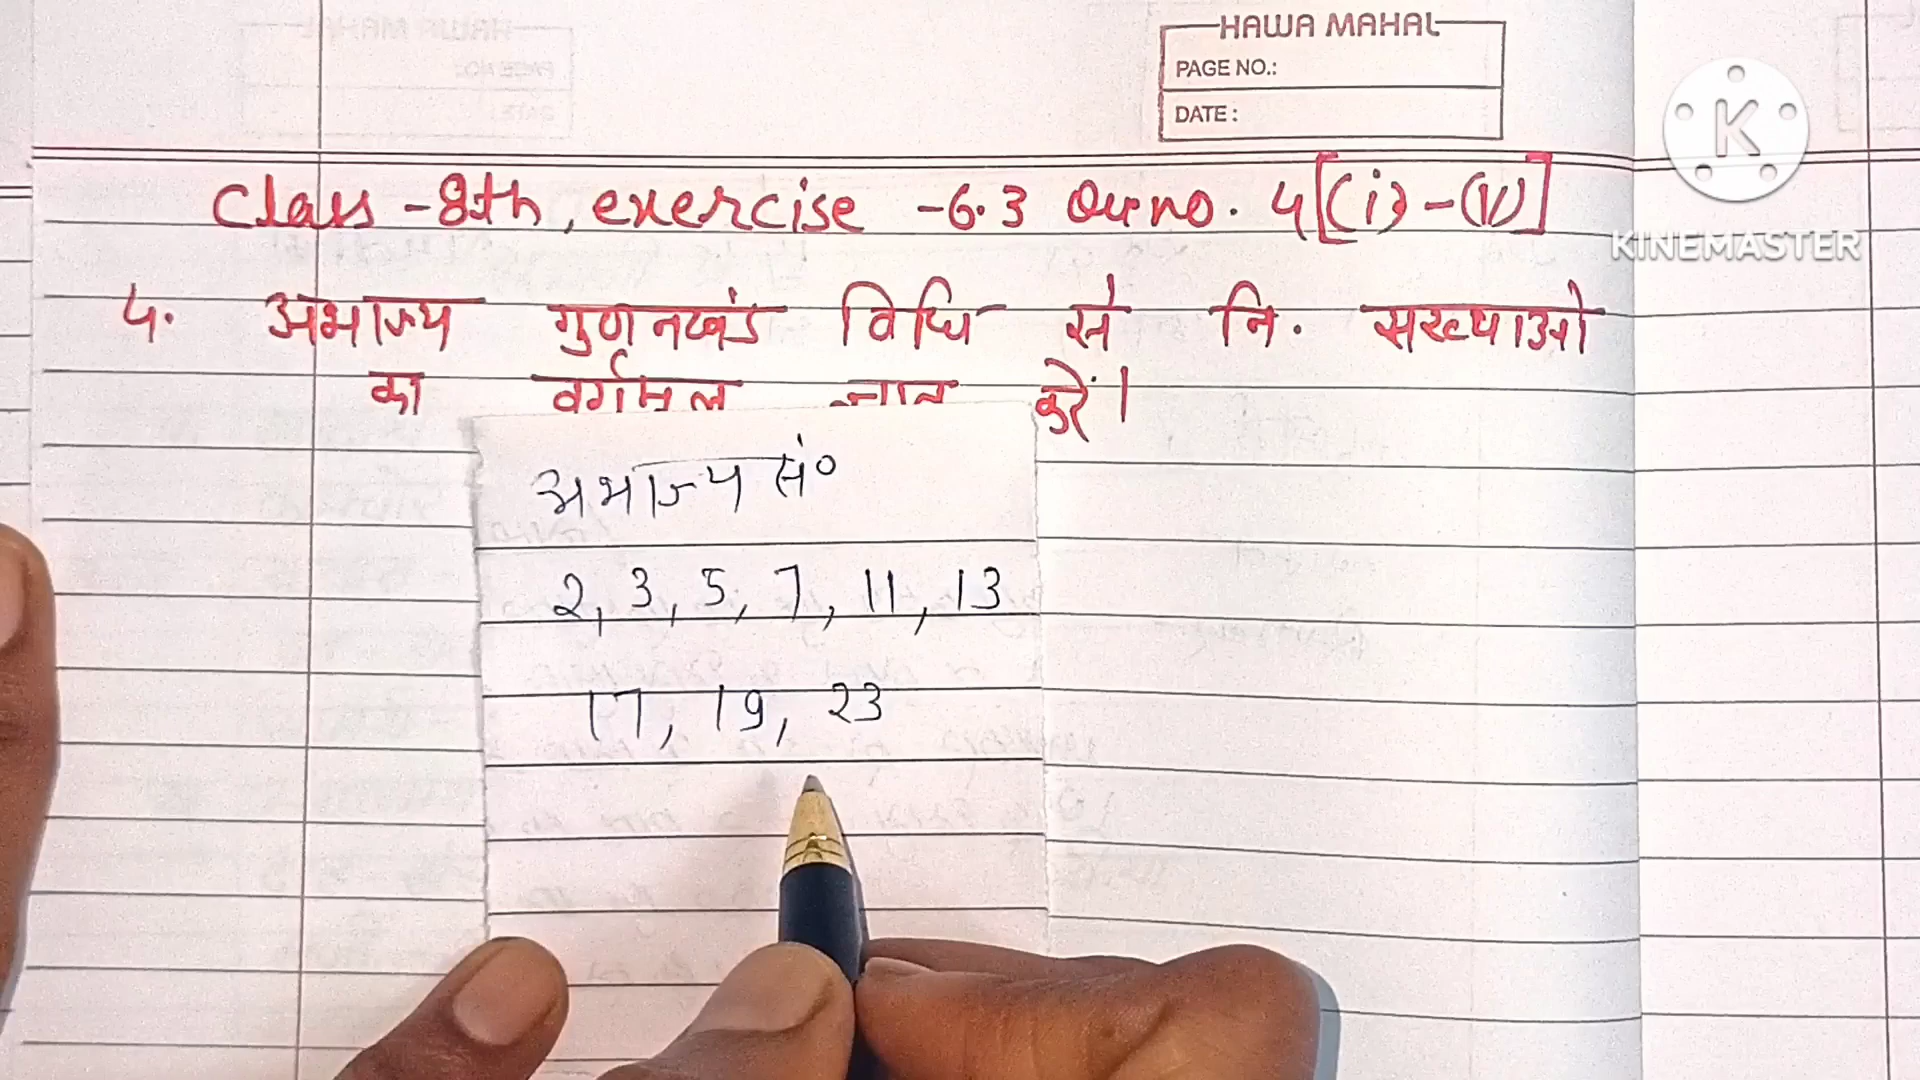 HAWA MAHAL
PAGE NO.:
DATE :
KINEMASTER
Class -8th, exercise -6.3 Qu no. 4[(i)-(V)]
4. अभाज्य गुणनखंड विधि से नि. संख्याओ
का वर्गमूल ज्ञात करें।
अभाज्य सं०
2, 3, 5, 7, 11, 13
17, 19, 23